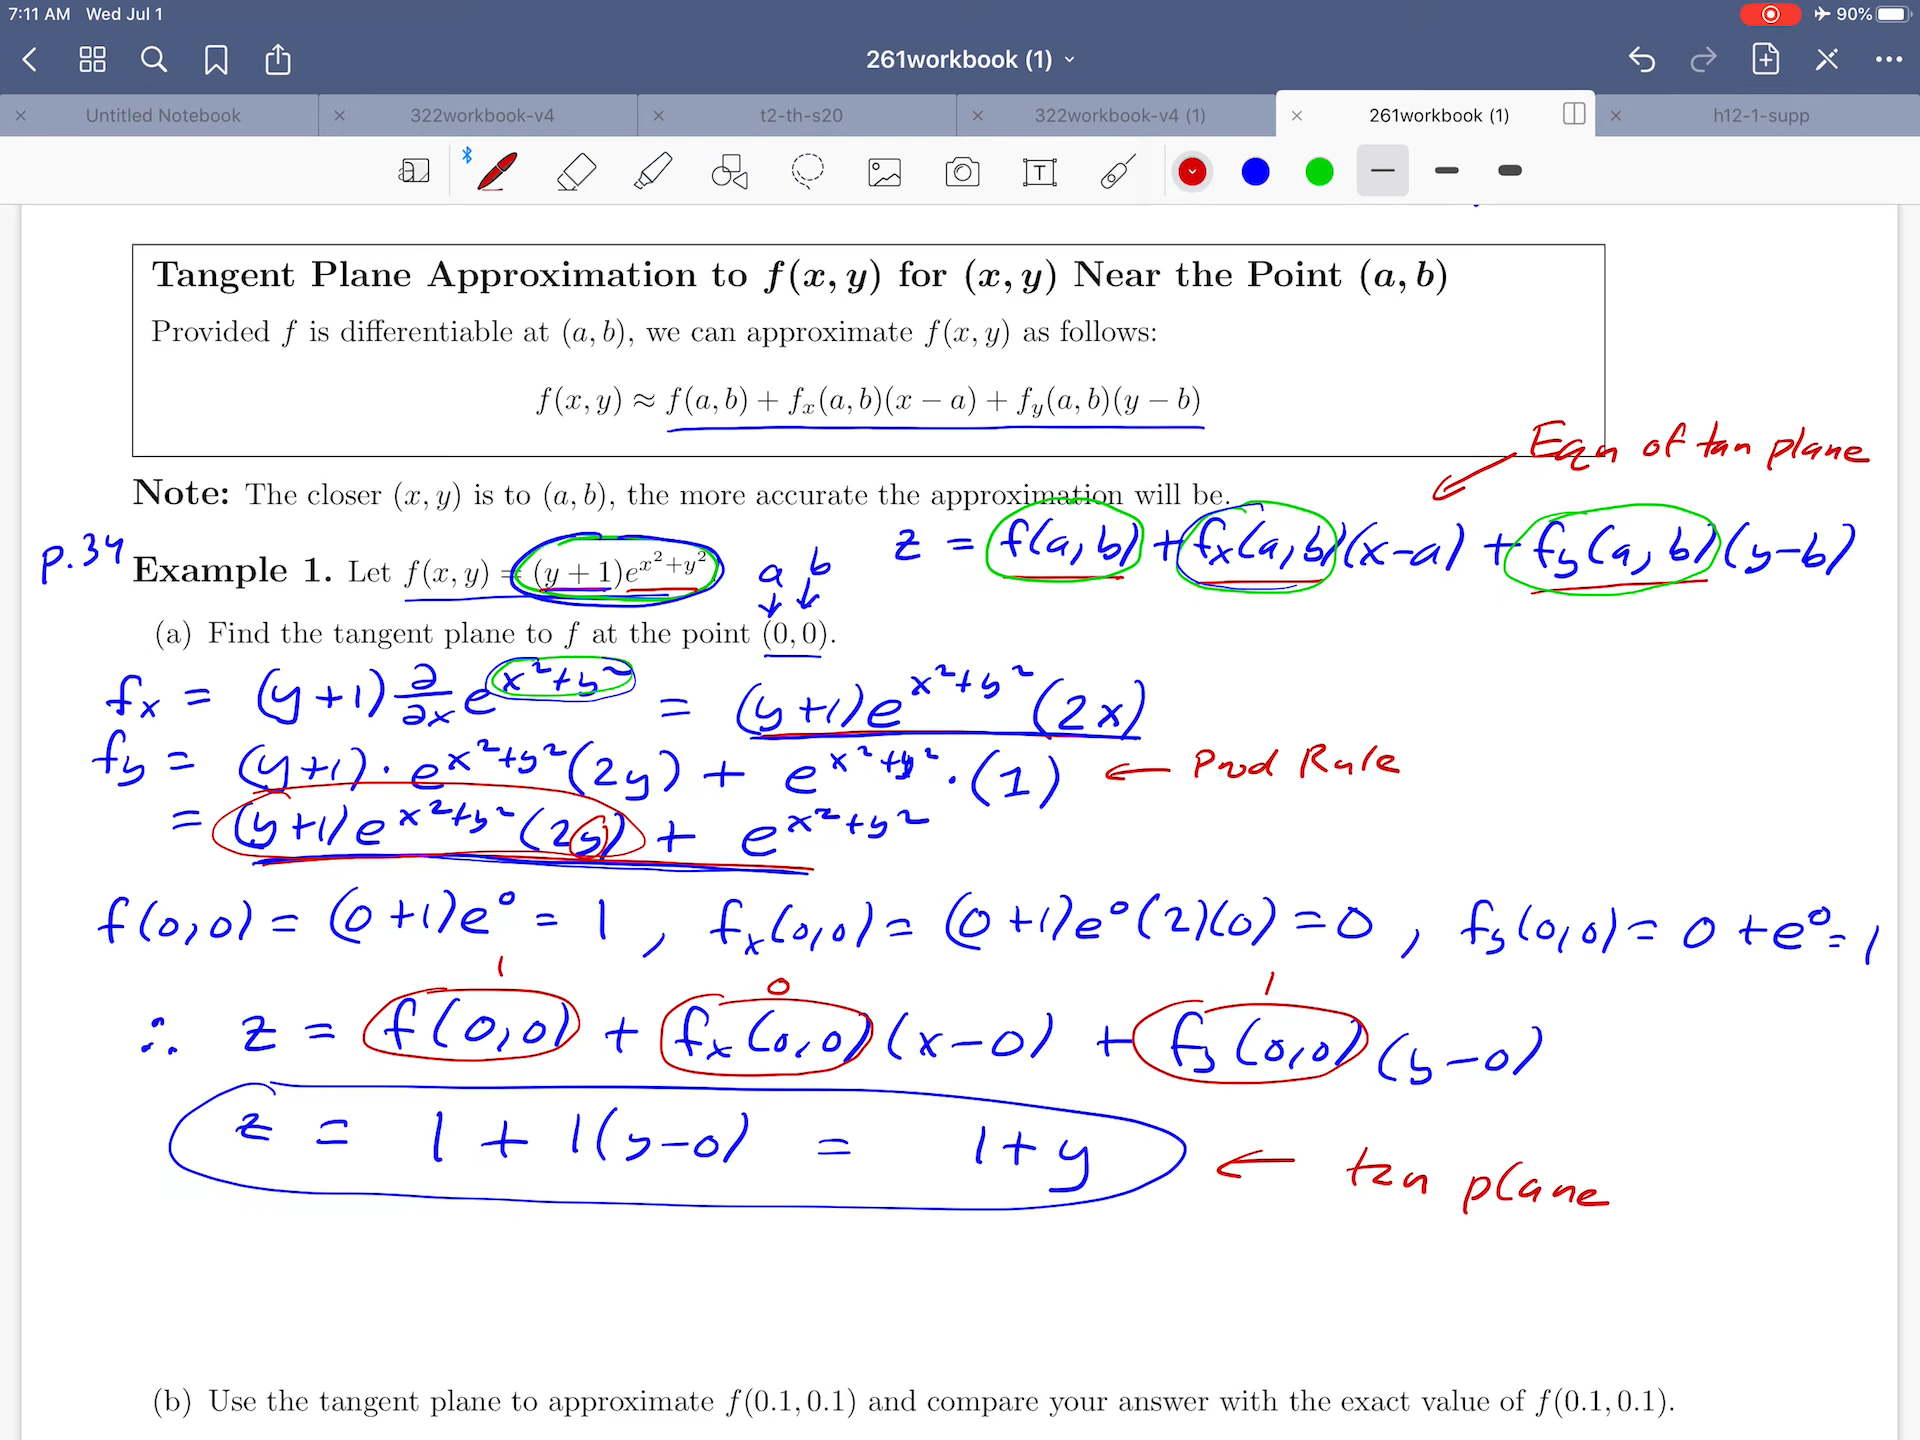 7:11 AM Wed Jul 1 90%
261workbook (1)
Untitled Notebook 322workbook-v4 t2-th-s20 322workbook-v4 (1) 261workbook (1) h12-1-supp
Tangent Plane Approximation to f(x, y) for (x, y) Near the Point (a, b)
Provided f is differentiable at (a, b), we can approximate f(x, y) as follows:
f(x, y) ≈ f(a, b) + fₓ(a, b)(x − a) + f_y(a, b)(y − b)
Eqn of tan plane
Note: The closer (x, y) is to (a, b), the more accurate the approximation will be.
z = f(a,b) + fₓ(a,b)(x-a) + f_y(a,b)(y-b)
p.34
Example 1. Let f(x, y) = (y + 1)e^{x²+y²}
a b
(a) Find the tangent plane to f at the point (0, 0).
fₓ = (y+1) ∂/∂x e^{x²+y²} = (y+1)e^{x²+y²}(2x)
f_y = (y+1)·e^{x²+y²}(2y) + e^{x²+y²}·(1) ← Prod Rule
= (y+1)e^{x²+y²}(2y) + e^{x²+y²}
f(0,0) = (0+1)e⁰ = 1, fₓ(0,0) = (0+1)e⁰(2)(0) = 0, f_y(0,0) = 0 + e⁰ = 1
1 0 1
∴ z = f(0,0) + fₓ(0,0)(x-0) + f_y(0,0)(y-0)
z = 1 + 1(y-0) = 1+y ← tan plane
(b) Use the tangent plane to approximate f(0.1, 0.1) and compare your answer with the exact value of f(0.1, 0.1).